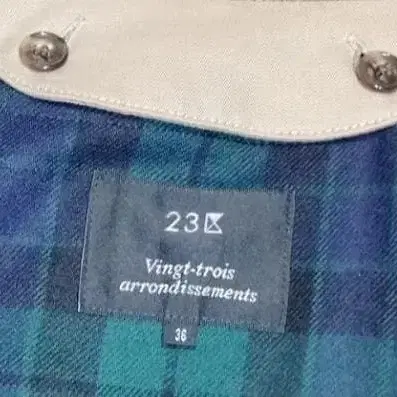 23区
Vingt-trois
arrondissements
36